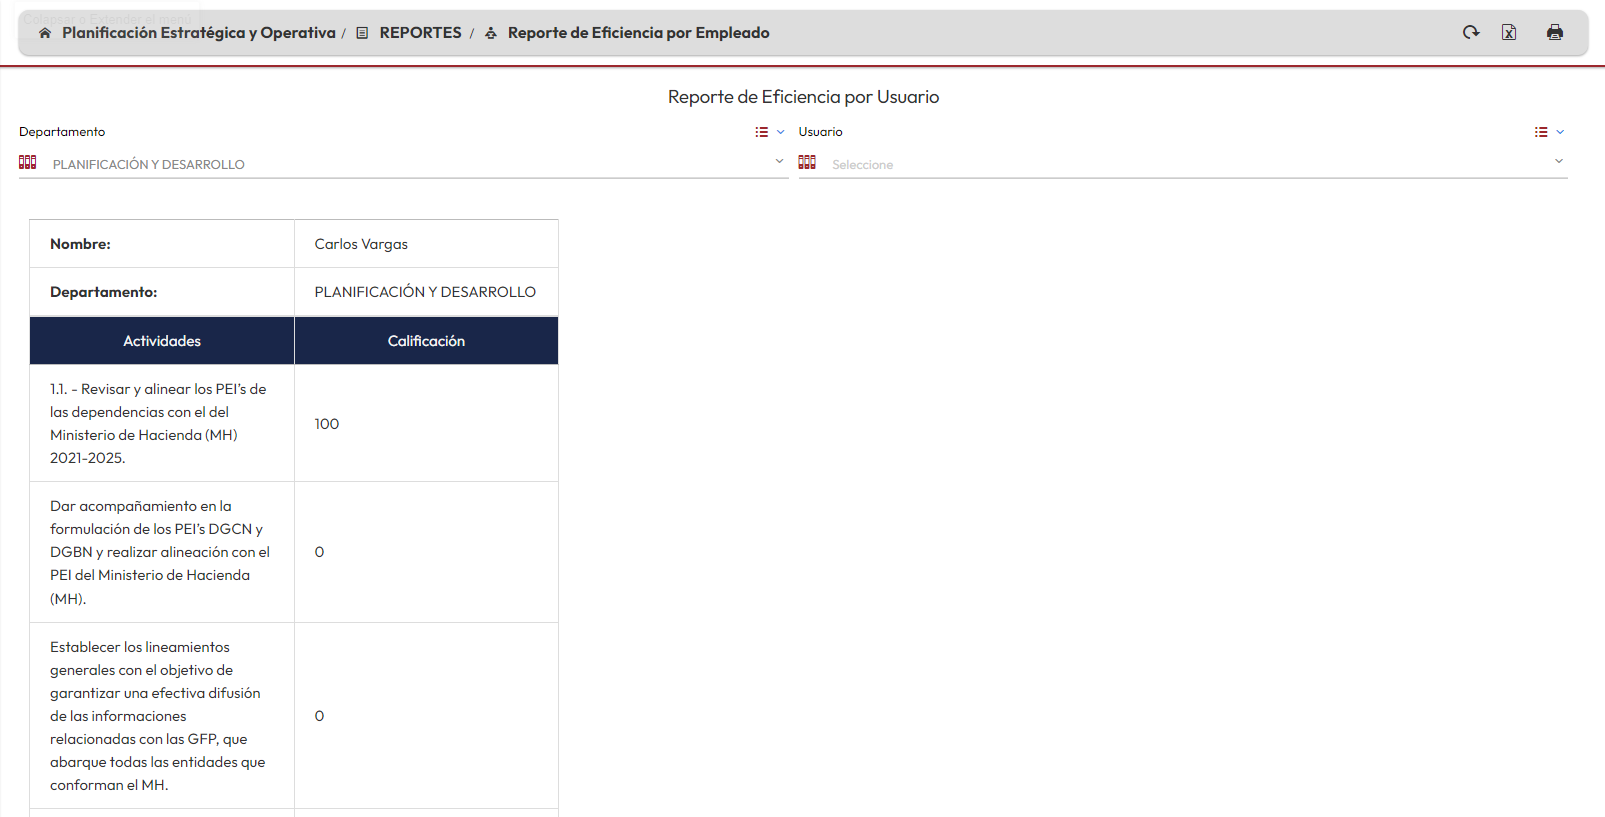 Colapsar o Extender el menú
Planificación Estratégica y Operativa / REPORTES / Reporte de Eficiencia por Empleado
Reporte de Eficiencia por Usuario
Departamento
Usuario
PLANIFICACIÓN Y DESARROLLO
Seleccione
Nombre: Carlos Vargas
Departamento: PLANIFICACIÓN Y DESARROLLO
Actividades Calificación
1.1. - Revisar y alinear los PEI's de
las dependencias con el del
Ministerio de Hacienda (MH)
2021-2025.
100
Dar acompañamiento en la
formulación de los PEI's DGCN y
DGBN y realizar alineación con el
PEI del Ministerio de Hacienda
(MH).
0
Establecer los lineamientos
generales con el objetivo de
garantizar una efectiva difusión
de las informaciones
relacionadas con las GFP, que
abarque todas las entidades que
conforman el MH.
0